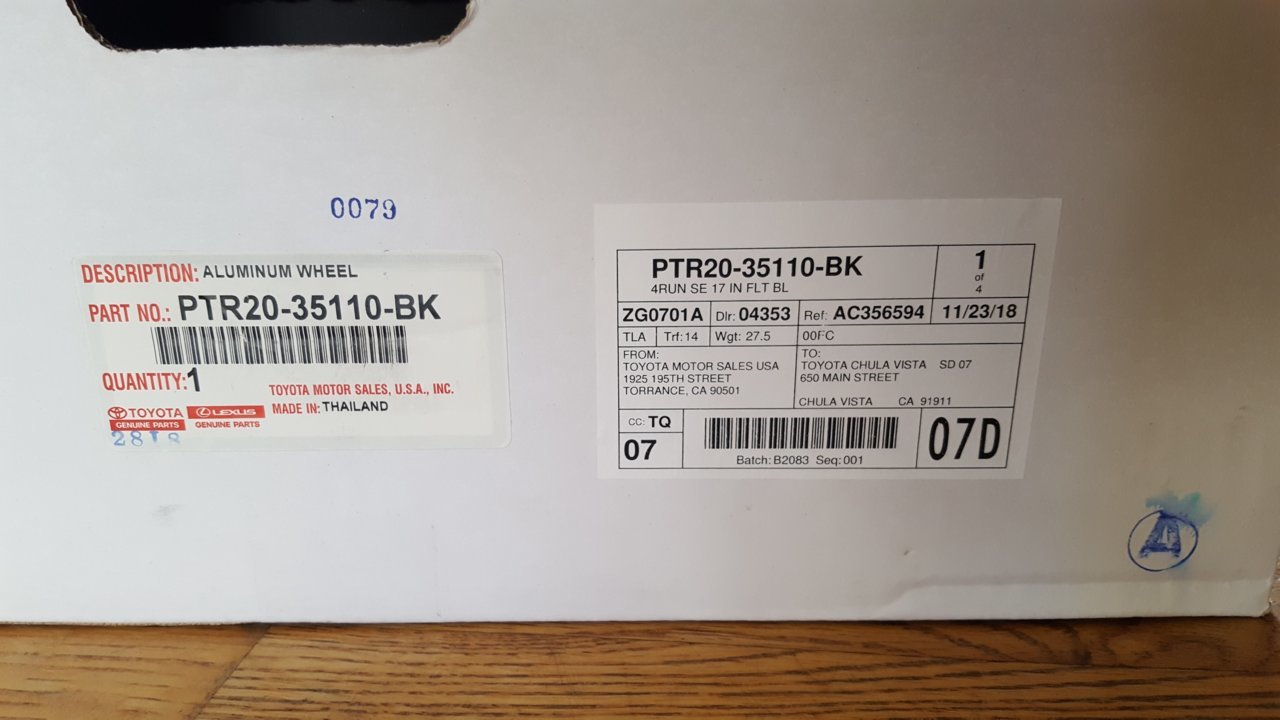 0079
DESCRIPTION: ALUMINUM WHEEL
PART NO.: PTR20-35110-BK
QUANTITY: 1
TOYOTA MOTOR SALES, U.S.A., INC.
MADE IN: THAILAND
TOYOTA
GENUINE PARTS
LEXUS
GENUINE PARTS
PTR20-35110-BK
4RUN SE 17 IN FLT BL
1
of
4
ZG0701A
Dlr: 04353
Ref: AC356594
11/23/18
TLA
Trf: 14
Wgt: 27.5
00FC
FROM:
TOYOTA MOTOR SALES USA
1925 195TH STREET
TORRANCE, CA 90501
TO:
TOYOTA CHULA VISTA SD 07
650 MAIN STREET
CHULA VISTA CA 91911
CC: TQ
07
Batch: B2083 Seq: 001
07D
A